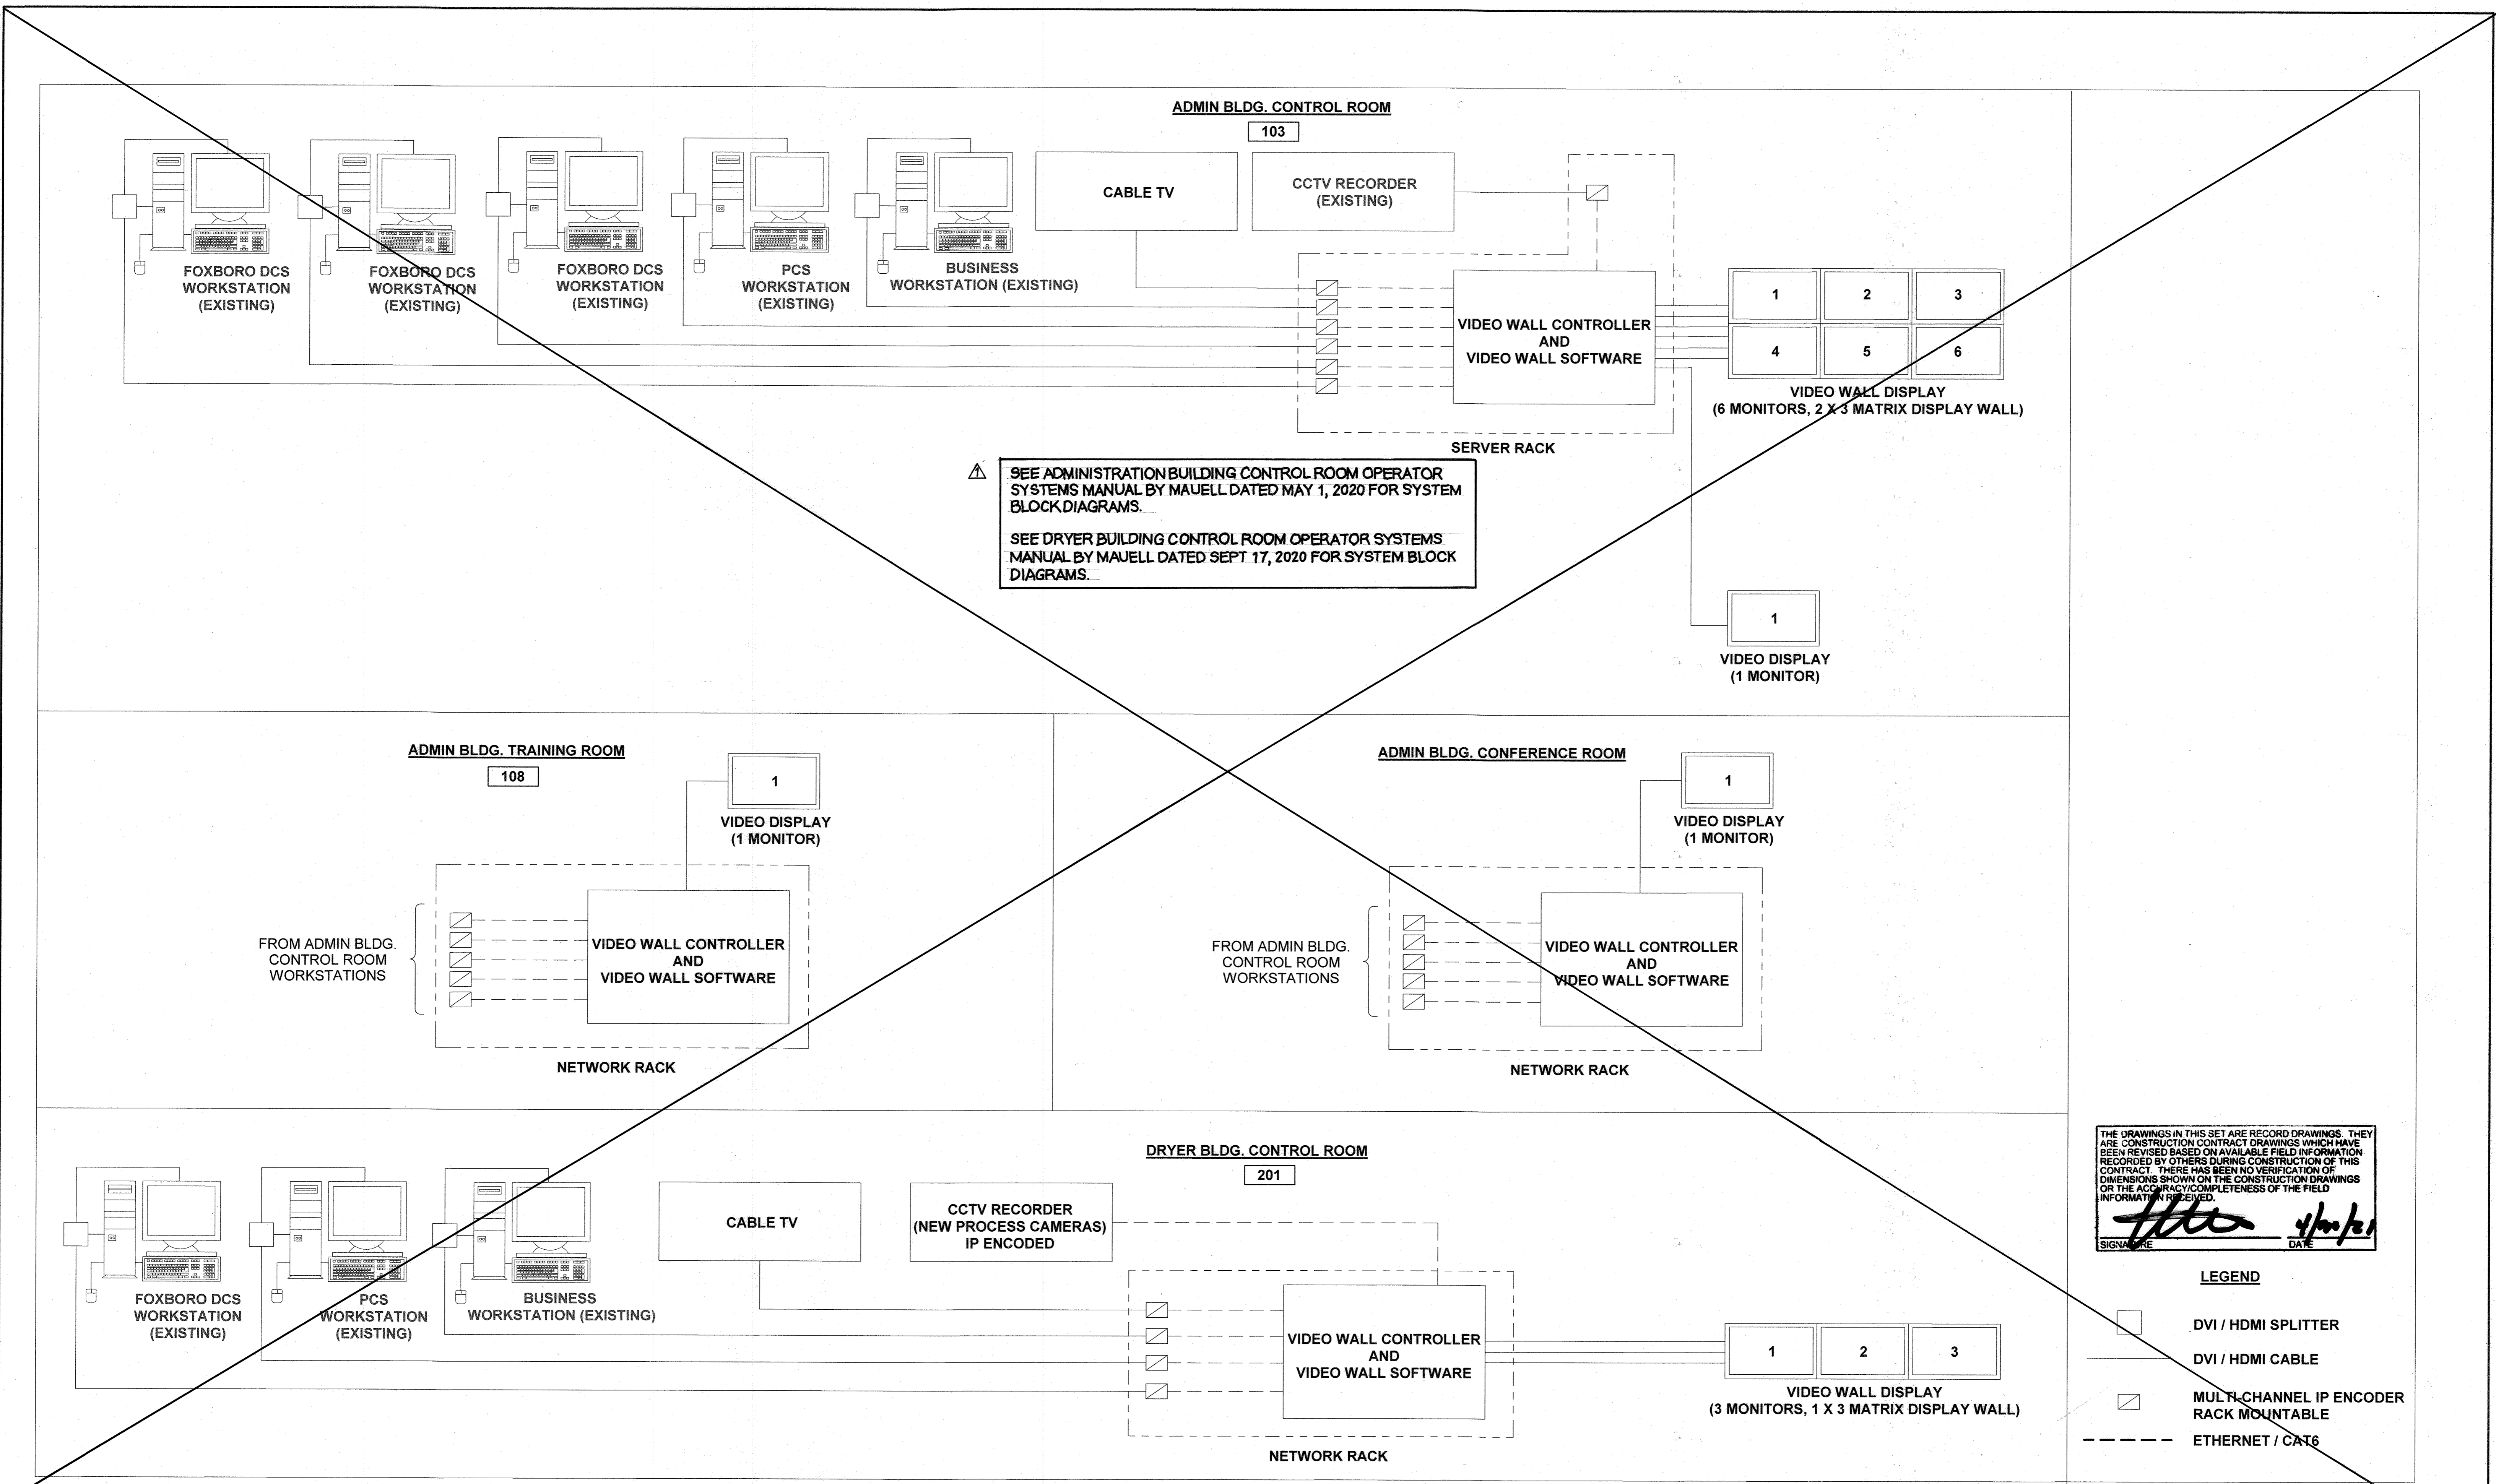 ADMIN BLDG. CONTROL ROOM
103
FOXBORO DCS
WORKSTATION
(EXISTING)
FOXBORO DCS
WORKSTATION
(EXISTING)
FOXBORO DCS
WORKSTATION
(EXISTING)
PCS
WORKSTATION
(EXISTING)
BUSINESS
WORKSTATION (EXISTING)
CABLE TV
CCTV RECORDER
(EXISTING)
VIDEO WALL CONTROLLER
AND
VIDEO WALL SOFTWARE
SERVER RACK
1 2 3
4 5 6
VIDEO WALL DISPLAY
(6 MONITORS, 2 X 3 MATRIX DISPLAY WALL)
1
SEE ADMINISTRATION BUILDING CONTROL ROOM OPERATOR
SYSTEMS MANUAL BY MAUELL DATED MAY 1, 2020 FOR SYSTEM
BLOCK DIAGRAMS.
SEE DRYER BUILDING CONTROL ROOM OPERATOR SYSTEMS
MANUAL BY MAUELL DATED SEPT 17, 2020 FOR SYSTEM BLOCK
DIAGRAMS.
1
VIDEO DISPLAY
(1 MONITOR)
ADMIN BLDG. TRAINING ROOM
108
1
VIDEO DISPLAY
(1 MONITOR)
FROM ADMIN BLDG.
CONTROL ROOM
WORKSTATIONS
VIDEO WALL CONTROLLER
AND
VIDEO WALL SOFTWARE
NETWORK RACK
ADMIN BLDG. CONFERENCE ROOM
1
VIDEO DISPLAY
(1 MONITOR)
FROM ADMIN BLDG.
CONTROL ROOM
WORKSTATIONS
VIDEO WALL CONTROLLER
AND
VIDEO WALL SOFTWARE
NETWORK RACK
DRYER BLDG. CONTROL ROOM
201
FOXBORO DCS
WORKSTATION
(EXISTING)
PCS
WORKSTATION
(EXISTING)
BUSINESS
WORKSTATION (EXISTING)
CABLE TV
CCTV RECORDER
(NEW PROCESS CAMERAS)
IP ENCODED
VIDEO WALL CONTROLLER
AND
VIDEO WALL SOFTWARE
NETWORK RACK
1 2 3
VIDEO WALL DISPLAY
(3 MONITORS, 1 X 3 MATRIX DISPLAY WALL)
THE DRAWINGS IN THIS SET ARE RECORD DRAWINGS. THEY
ARE CONSTRUCTION CONTRACT DRAWINGS WHICH HAVE
BEEN REVISED BASED ON AVAILABLE FIELD INFORMATION
RECORDED BY OTHERS DURING CONSTRUCTION OF THIS
CONTRACT. THERE HAS BEEN NO VERIFICATION OF
DIMENSIONS SHOWN ON THE CONSTRUCTION DRAWINGS
OR THE ACCURACY/COMPLETENESS OF THE FIELD
INFORMATION RECEIVED.
SIGNATURE DATE
LEGEND
DVI / HDMI SPLITTER
DVI / HDMI CABLE
MULTI-CHANNEL IP ENCODER
RACK MOUNTABLE
ETHERNET / CAT6